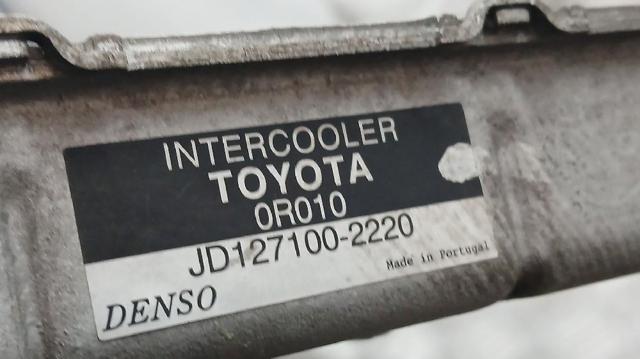 INTERCOOLER
TOYOTA
0R010
JD127100-2220
Made in Portugal
DENSO